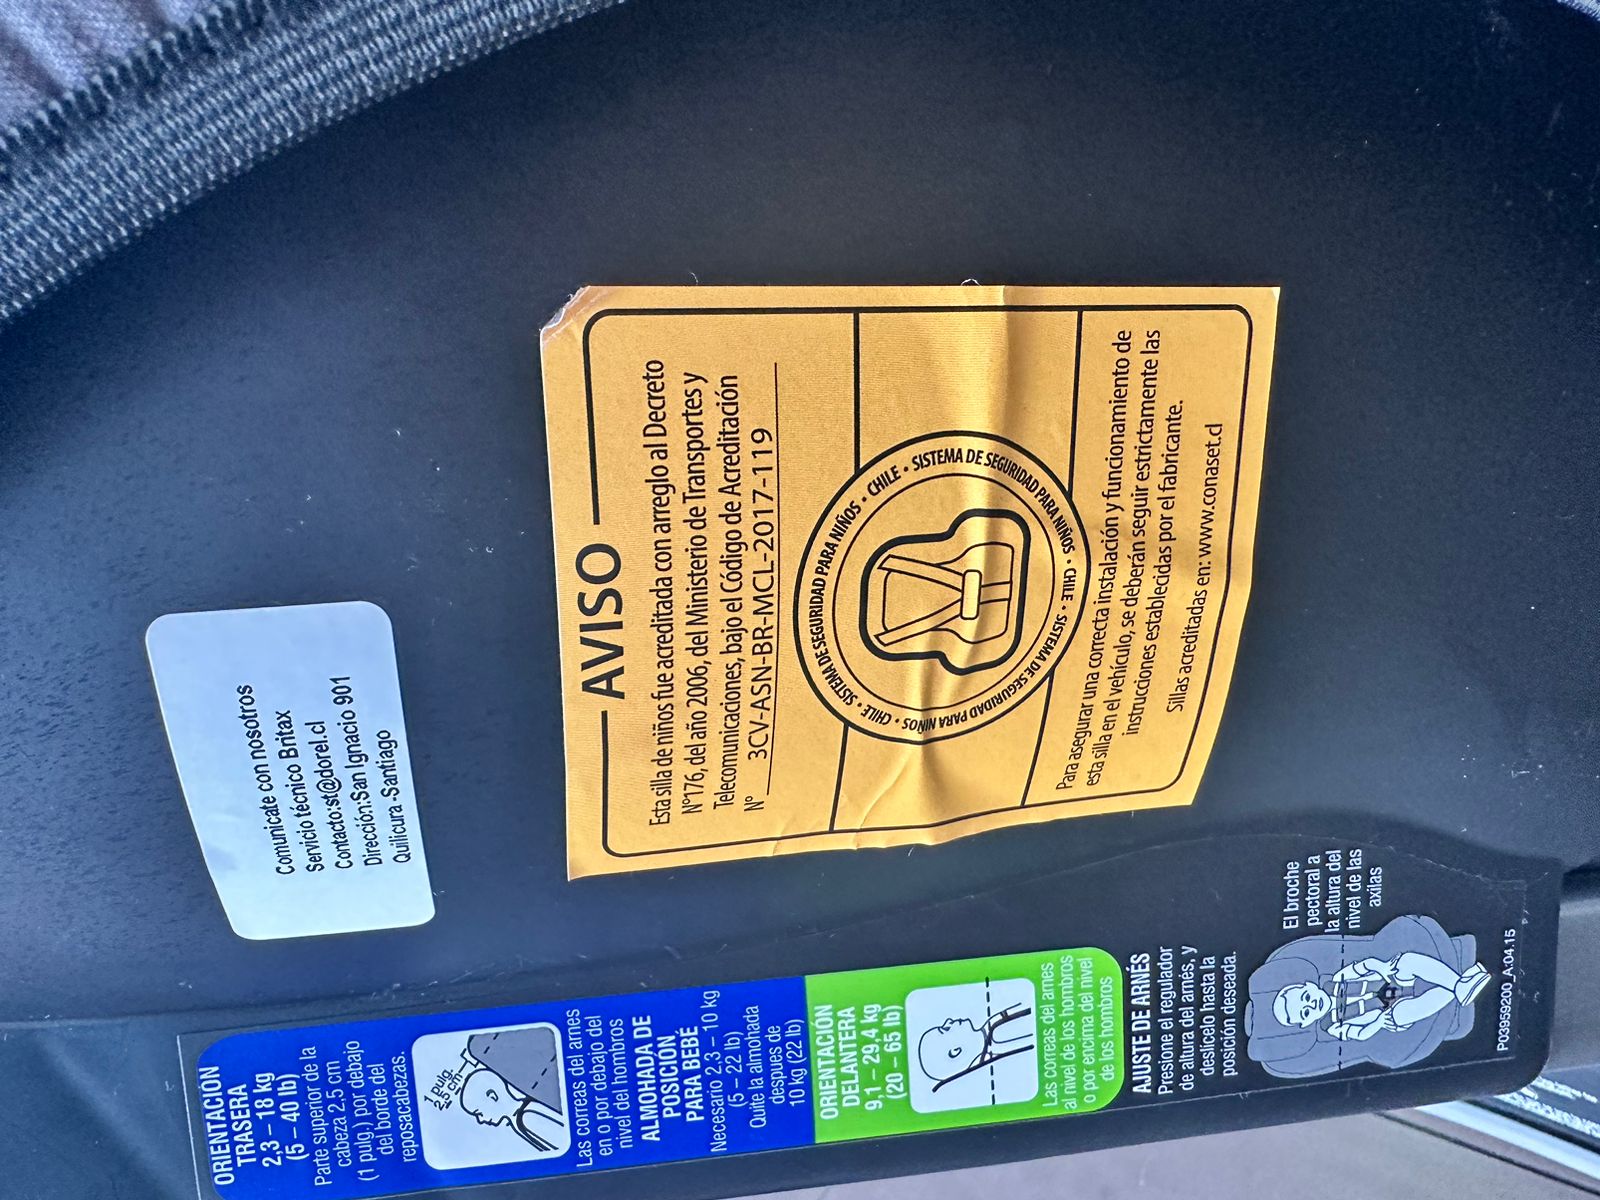 Comunícate con nosotros
Servicio técnico Britax
Contacto:st@dorel.cl
Dirección:San Ignacio 901
Quilicura -Santiago
AVISO
Esta silla de niños fue acreditada con arreglo al Decreto
N°176, del año 2006, del Ministerio de Transportes y
Telecomunicaciones, bajo el Código de Acreditación
N° 3CV-ASN-BR-MCL-2017-119
SISTEMA DE SEGURIDAD PARA NIÑOS • CHILE • SISTEMA DE SEGURIDAD PARA NIÑOS • CHILE • SISTEMA DE SEGURIDAD PARA NIÑOS • CHILE •
Para asegurar una correcta instalación y funcionamiento de
esta silla en el vehículo, se deberán seguir estrictamente las
instrucciones establecidas por el fabricante.
Sillas acreditadas en: www.conaset.cl
ORIENTACIÓN
TRASERA
2,3 – 18 kg
(5 – 40 lb)
Parte superior de la
cabeza 2,5 cm
(1 pulg.) por debajo
del borde del
reposacabezas.
1 pulg.
2,5 cm
Las correas del arnes
en o por debajo del
nivel del hombros
ALMOHADA DE
POSICIÓN
PARA BEBÉ
Necesario 2,3 – 10 kg
(5 – 22 lb)
Quite la almohada
despues de
10 kg (22 lb)
ORIENTACIÓN
DELANTERA
9,1 – 29,4 kg
(20 – 65 lb)
Las correas del arnes
al nivel de los hombros
o por encima del nivel
de los hombros
AJUSTE DE ARNÉS
Presione el regulador
de altura del arnés, y
deslícelo hasta la
posición deseada.
El broche
pectoral a
la altura del
nivel de las
axilas
P03959200_A:04.15